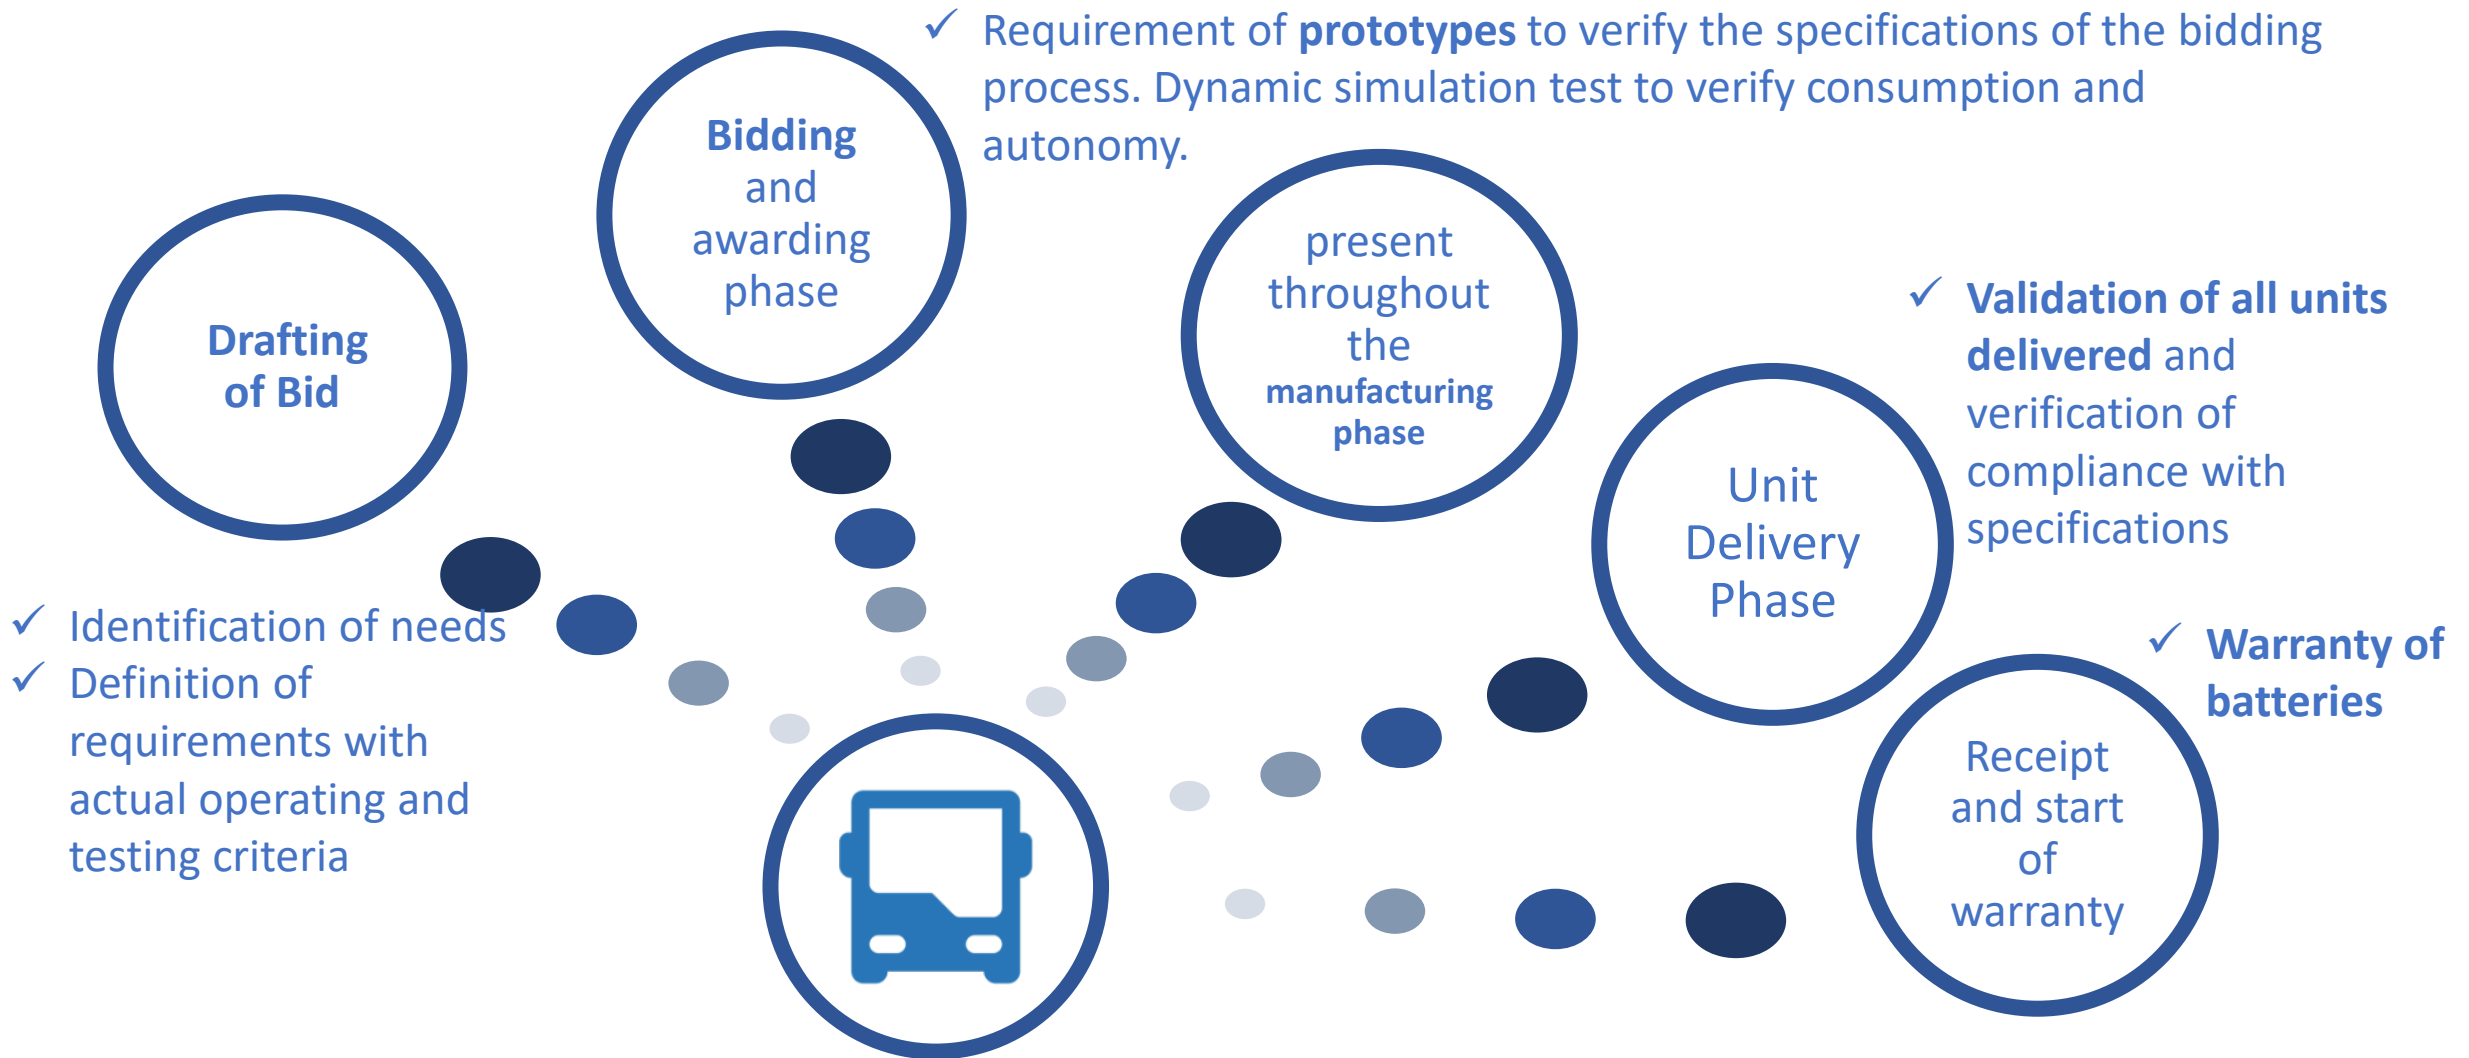 ✓ Requirement of prototypes to verify the specifications of the bidding
process. Dynamic simulation test to verify consumption and
autonomy.
Bidding
and
awarding
phase
Drafting
of Bid
present
throughout
the
manufacturing
phase
✓ Validation of all units
delivered and
verification of
compliance with
specifications
Unit
Delivery
Phase
✓ Identification of needs
✓ Definition of
requirements with
actual operating and
testing criteria
✓ Warranty of
batteries
Receipt
and start
of
warranty